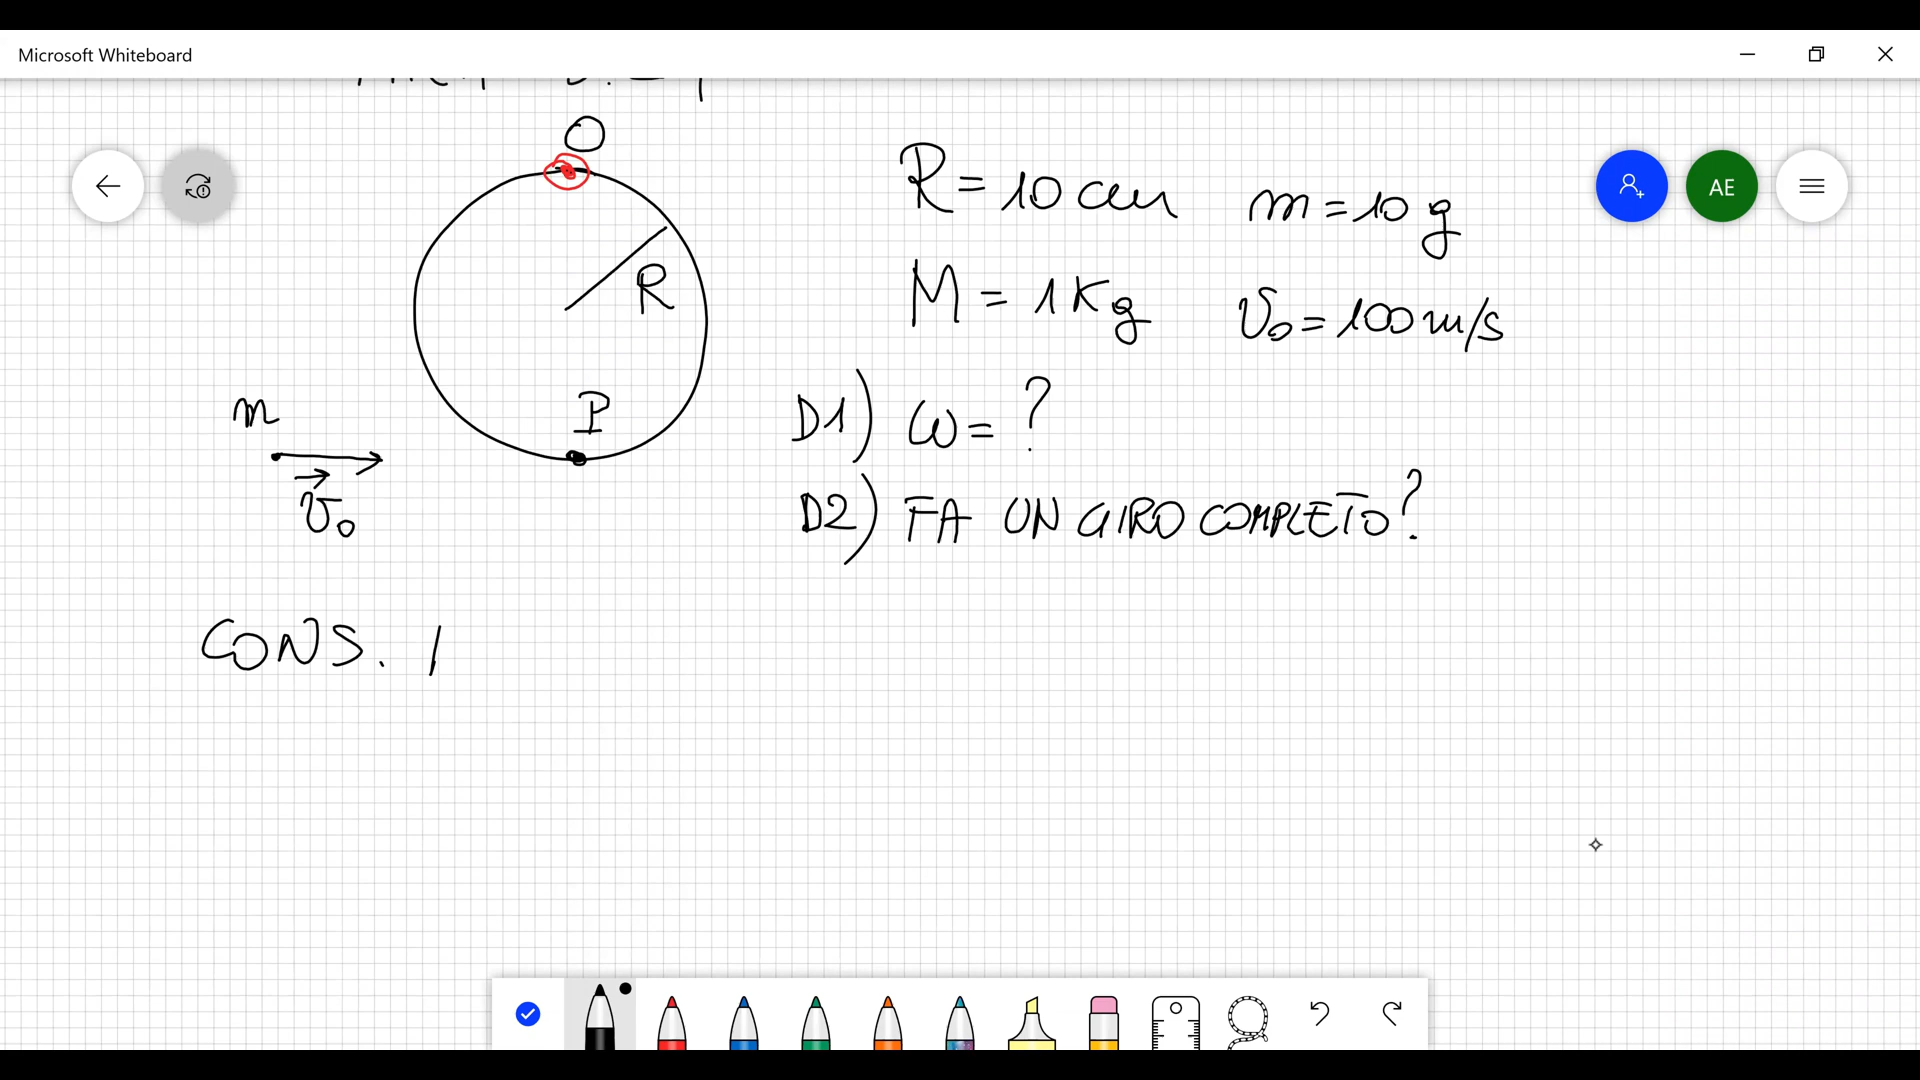 Microsoft Whiteboard
O
R = 10 cm m = 10 g
AE
R
M = 1 Kg v₀ = 100 m/s
m
P
D1) ω = ?
v₀
D2) FA UN GIRO COMPLETO?
CONS.